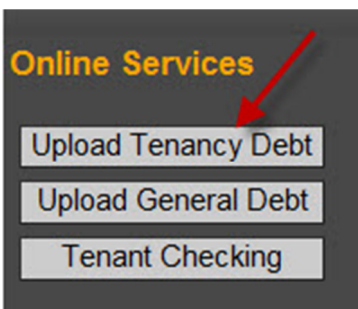 Online Services
Upload Tenancy Debt
Upload General Debt
Tenant Checking